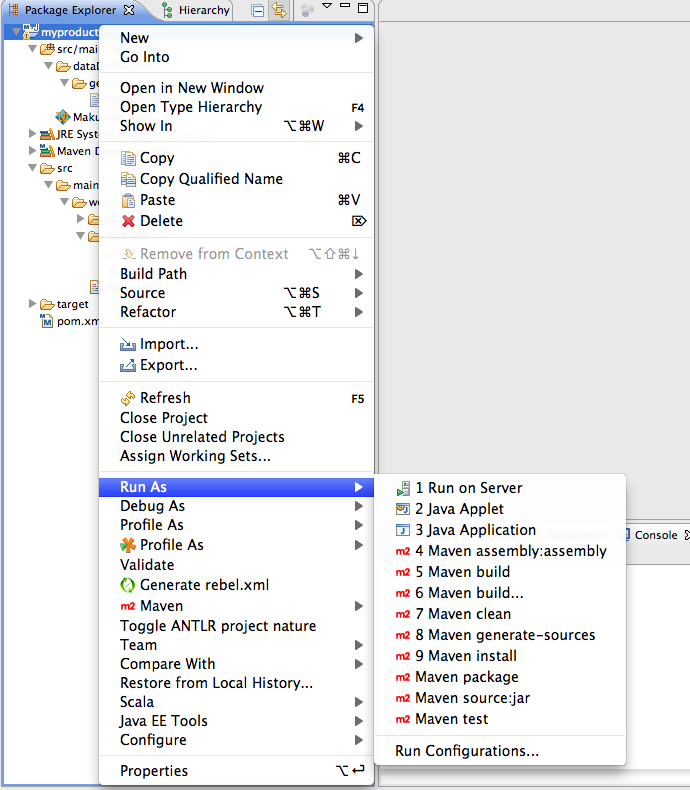 Package Explorer
Hierarchy
myproduct
src/mai
dataD
ge
Maku
JRE Syste
Maven D
src
main
we
target
pom.xm
New
Go Into
Open in New Window
Open Type Hierarchy F4
Show In ⌥⌘W
Copy ⌘C
Copy Qualified Name
Paste ⌘V
Delete ⌦
Remove from Context ⌥⇧⌘↓
Build Path
Source ⌥⌘S
Refactor ⌥⌘T
Import...
Export...
Refresh F5
Close Project
Close Unrelated Projects
Assign Working Sets...
Run As
Debug As
Profile As
Profile As
Validate
Generate rebel.xml
m2 Maven
Toggle ANTLR project nature
Team
Compare With
Restore from Local History...
Scala
Java EE Tools
Configure
Properties ⌥↩
1 Run on Server
2 Java Applet
3 Java Application
m2 4 Maven assembly:assembly
m2 5 Maven build
m2 6 Maven build...
m2 7 Maven clean
m2 8 Maven generate-sources
m2 9 Maven install
m2 Maven package
m2 Maven source:jar
m2 Maven test
Run Configurations...
Console